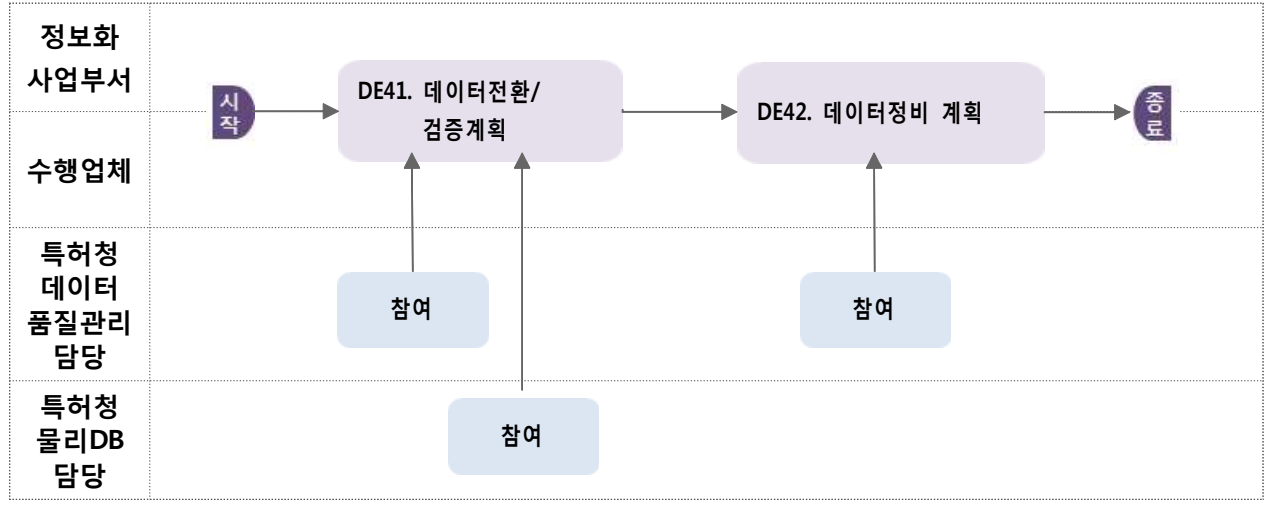 정보화
사업부서
시
작
DE41. 데이터전환/
검증계획
DE42. 데이터정비 계획
종
료
수행업체
특허청
데이터
품질관리
담당
참여
참여
특허청
물리DB
담당
참여